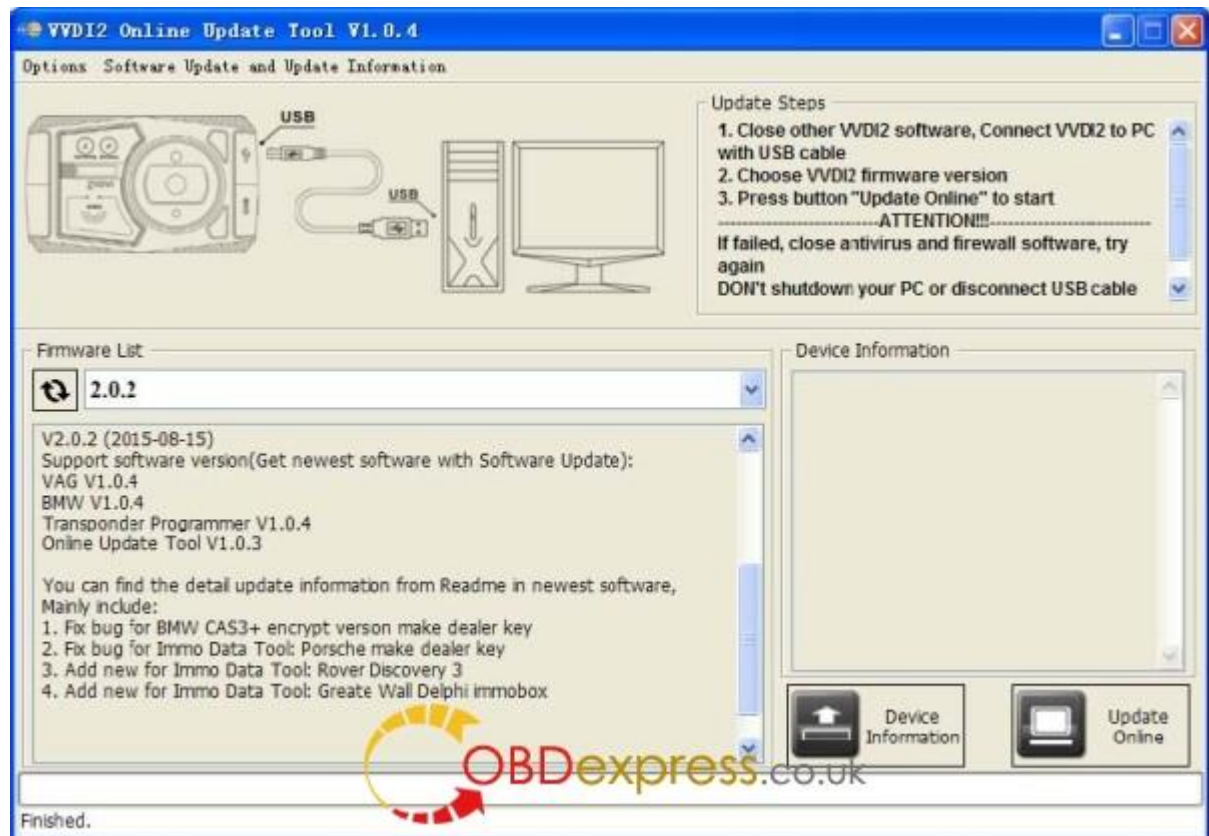 VVDI2 Online Update Tool V1.0.4
Options Software Update and Update Information
USB
USB
Update Steps
1. Close other VVDI2 software, Connect VVDI2 to PC
with USB cable
2. Choose VVDI2 firmware version
3. Press button "Update Online" to start
----------------------------ATTENTION!!!----------------------------
If failed, close antivirus and firewall software, try
again
DON't shutdown your PC or disconnect USB cable
Firmware List
2.0.2
V2.0.2 (2015-08-15)
Support software version(Get newest software with Software Update):
VAG V1.0.4
BMW V1.0.4
Transponder Programmer V1.0.4
Online Update Tool V1.0.3
You can find the detail update information from Readme in newest software,
Mainly include:
1. Fix bug for BMW CAS3+ encrypt verson make dealer key
2. Fix bug for Immo Data Tool: Porsche make dealer key
3. Add new for Immo Data Tool: Rover Discovery 3
4. Add new for Immo Data Tool: Greate Wall Delphi immobox
Device Information
Device
Information
Update
Online
OBDexpress.co.uk
Finished.